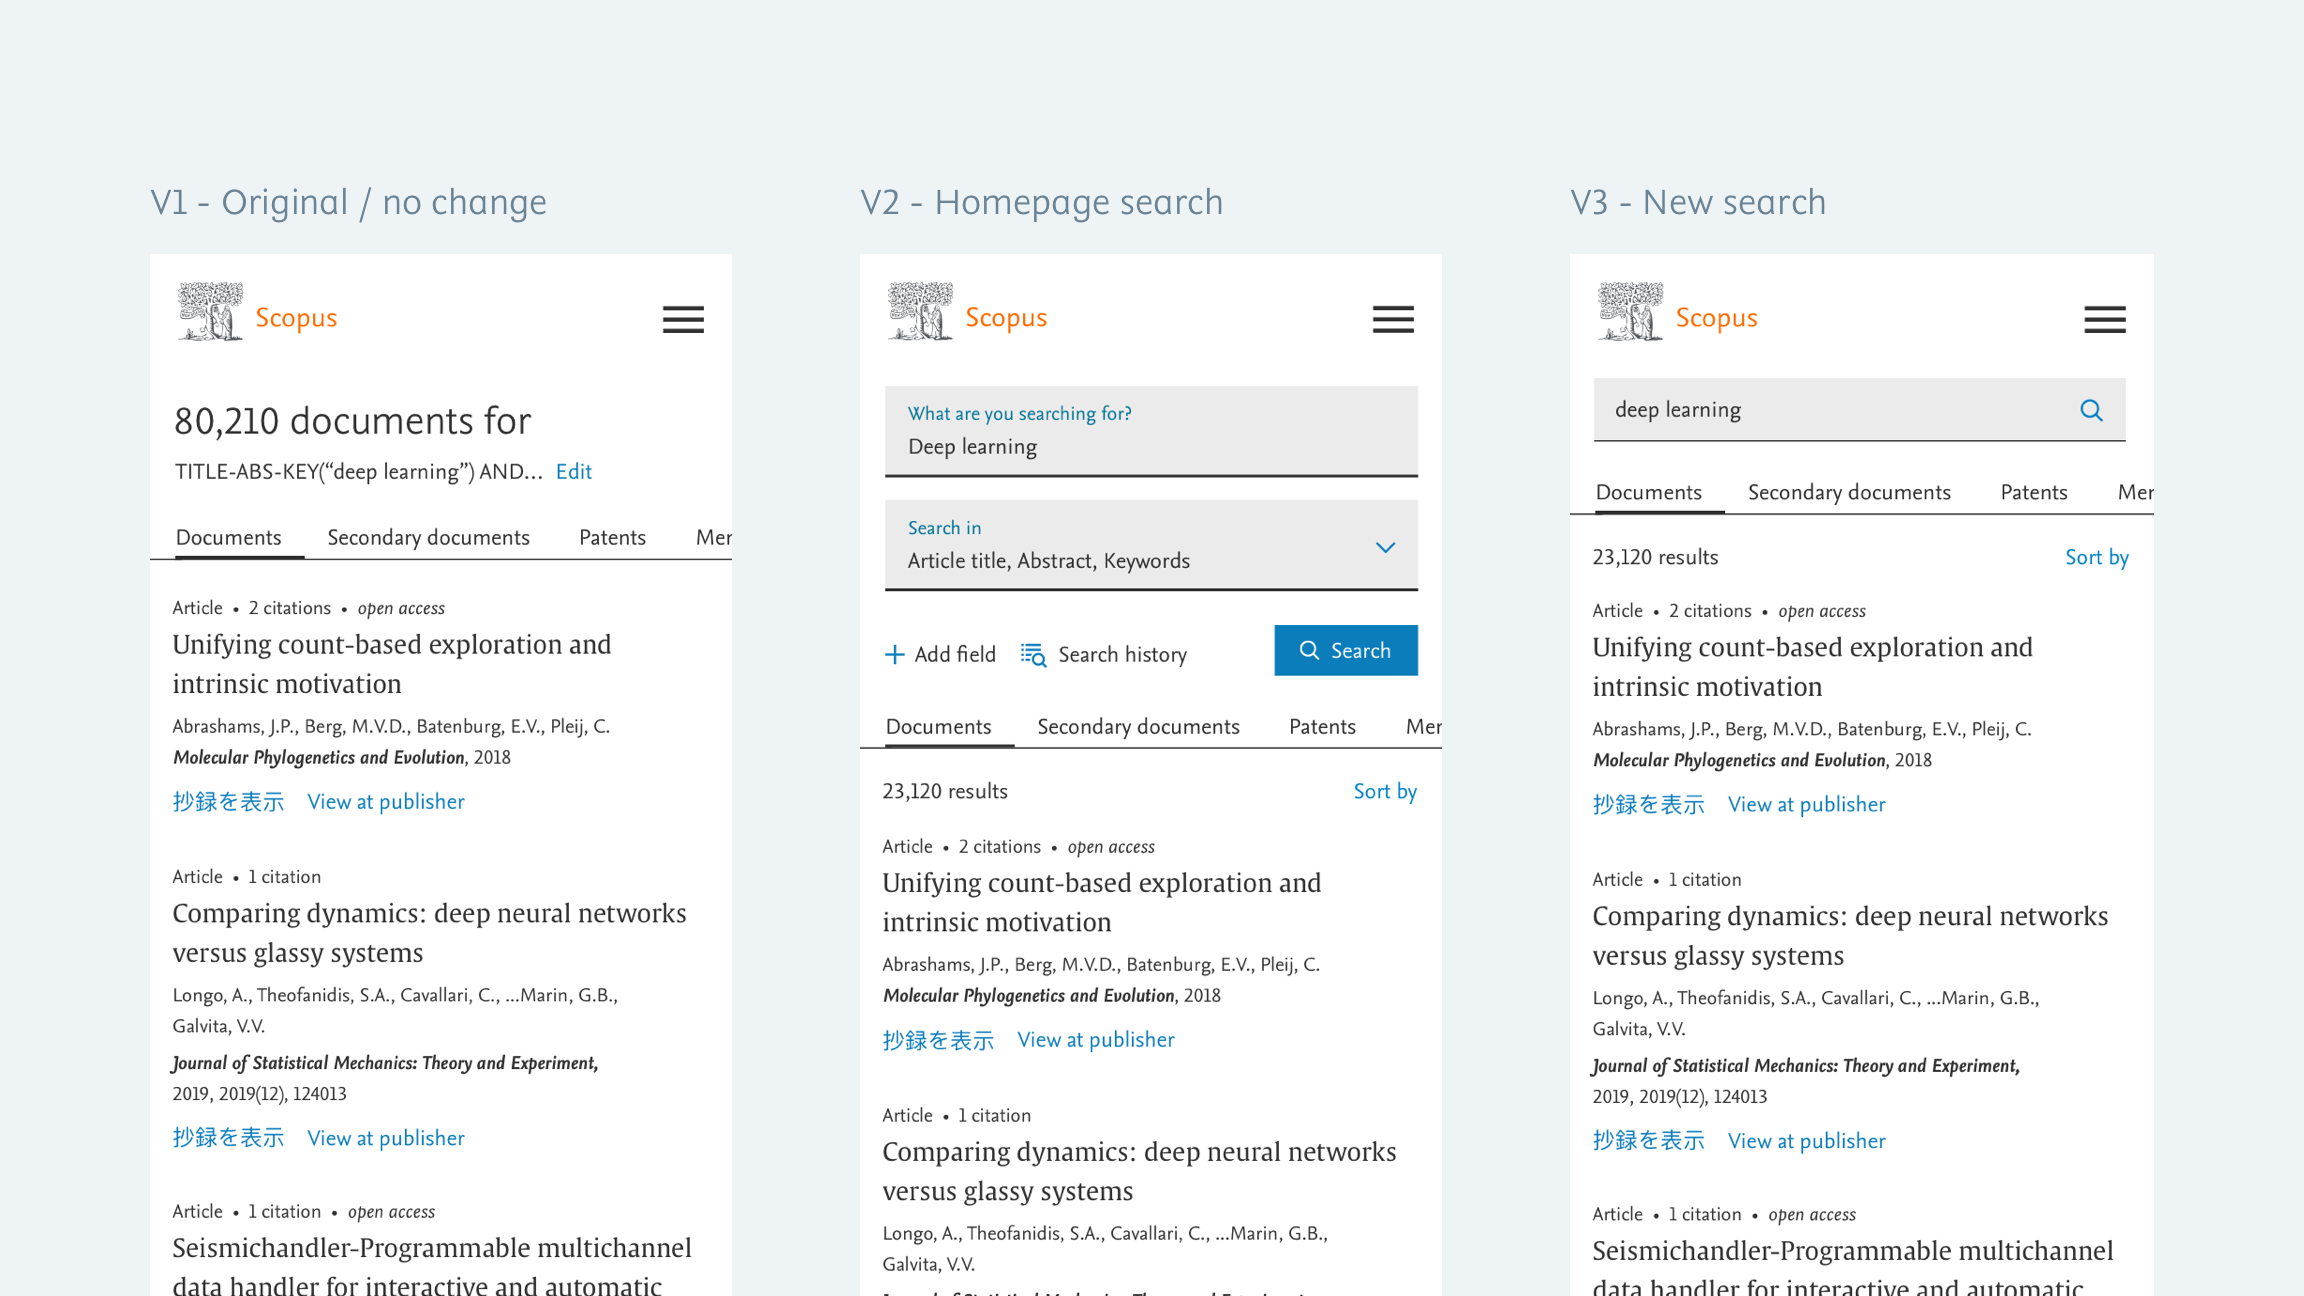 V1 - Original / no change
Scopus
80,210 documents for
TITLE-ABS-KEY(“deep learning”) AND... Edit
Documents Secondary documents Patents Mer
Article • 2 citations • open access
Unifying count-based exploration and
intrinsic motivation
Abrashams, J.P., Berg, M.V.D., Batenburg, E.V., Pleij, C.
Molecular Phylogenetics and Evolution, 2018
抄録を表示 View at publisher
Article • 1 citation
Comparing dynamics: deep neural networks
versus glassy systems
Longo, A., Theofanidis, S.A., Cavallari, C., ...Marin, G.B.,
Galvita, V.V.
Journal of Statistical Mechanics: Theory and Experiment,
2019, 2019(12), 124013
抄録を表示 View at publisher
Article • 1 citation • open access
Seismichandler-Programmable multichannel
data handler for interactive and automatic
V2 - Homepage search
Scopus
What are you searching for?
Deep learning
Search in
Article title, Abstract, Keywords
Add field Search history Search
Documents Secondary documents Patents Mer
23,120 results Sort by
Article • 2 citations • open access
Unifying count-based exploration and
intrinsic motivation
Abrashams, J.P., Berg, M.V.D., Batenburg, E.V., Pleij, C.
Molecular Phylogenetics and Evolution, 2018
抄録を表示 View at publisher
Article • 1 citation
Comparing dynamics: deep neural networks
versus glassy systems
Longo, A., Theofanidis, S.A., Cavallari, C., ...Marin, G.B.,
Galvita, V.V.
V3 - New search
Scopus
deep learning
Documents Secondary documents Patents Mer
23,120 results Sort by
Article • 2 citations • open access
Unifying count-based exploration and
intrinsic motivation
Abrashams, J.P., Berg, M.V.D., Batenburg, E.V., Pleij, C.
Molecular Phylogenetics and Evolution, 2018
抄録を表示 View at publisher
Article • 1 citation
Comparing dynamics: deep neural networks
versus glassy systems
Longo, A., Theofanidis, S.A., Cavallari, C., ...Marin, G.B.,
Galvita, V.V.
Journal of Statistical Mechanics: Theory and Experiment,
2019, 2019(12), 124013
抄録を表示 View at publisher
Article • 1 citation • open access
Seismichandler-Programmable multichannel
data handler for interactive and automatic